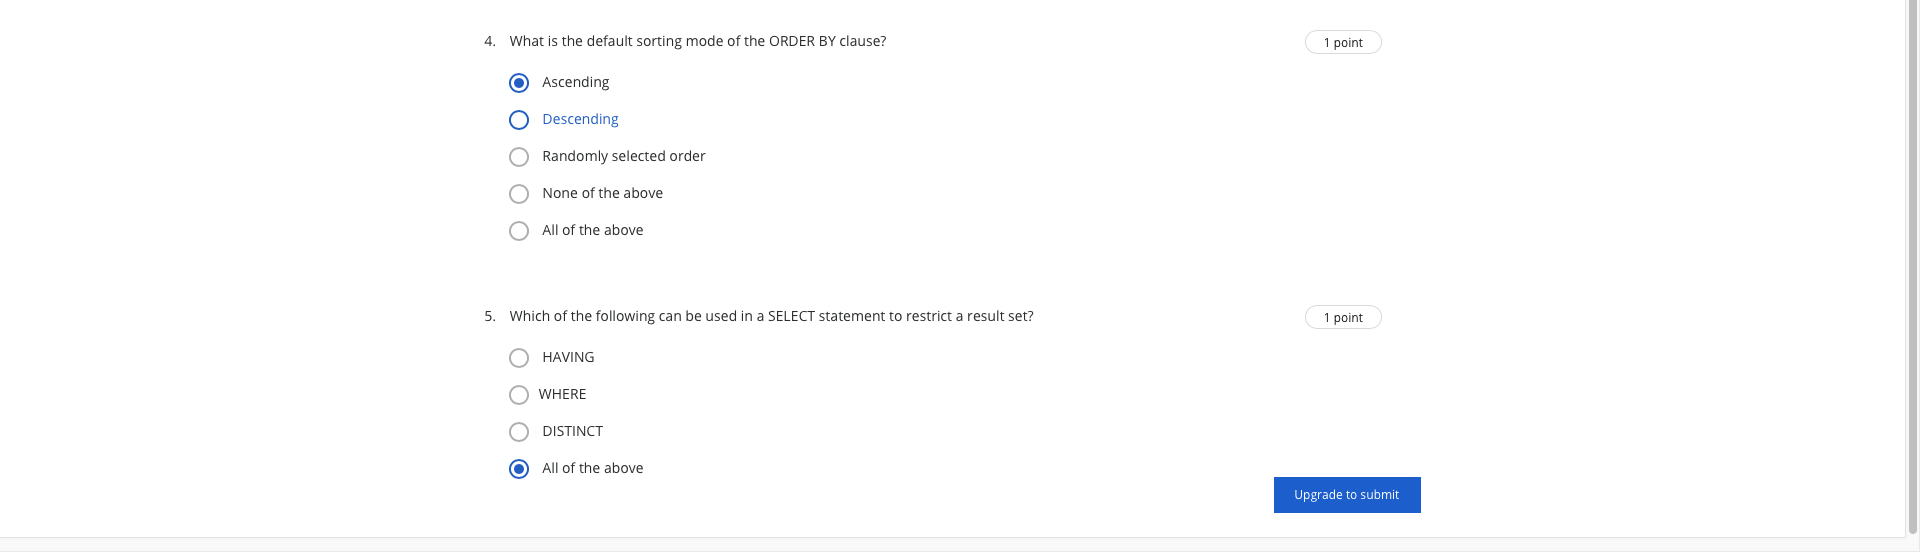 4. What is the default sorting mode of the ORDER BY clause?
1 point
Ascending
Descending
Randomly selected order
None of the above
All of the above
5. Which of the following can be used in a SELECT statement to restrict a result set?
1 point
HAVING
WHERE
DISTINCT
All of the above
Upgrade to submit